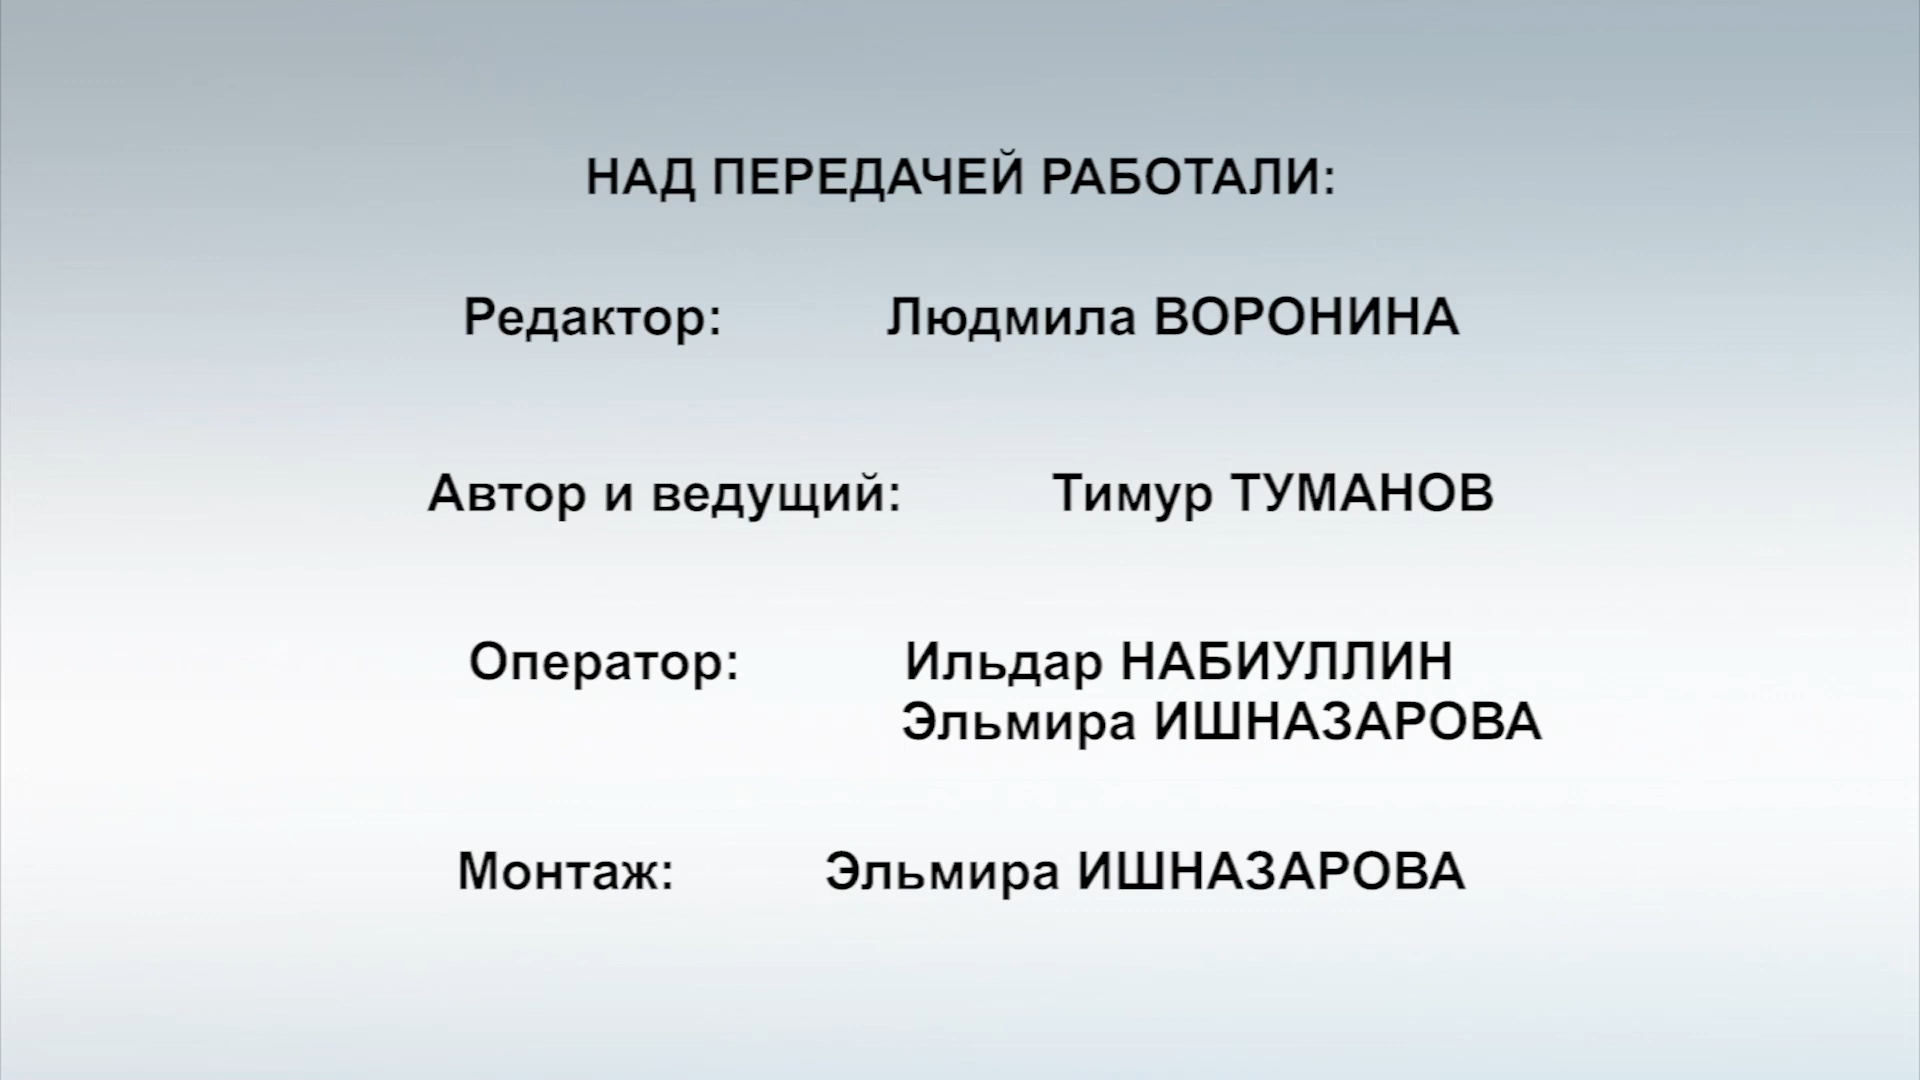 НАД ПЕРЕДАЧЕЙ РАБОТАЛИ:
Редактор: Людмила ВОРОНИНА
Автор и ведущий: Тимур ТУМАНОВ
Оператор: Ильдар НАБИУЛЛИН
Эльмира ИШНАЗАРОВА
Монтаж: Эльмира ИШНАЗАРОВА